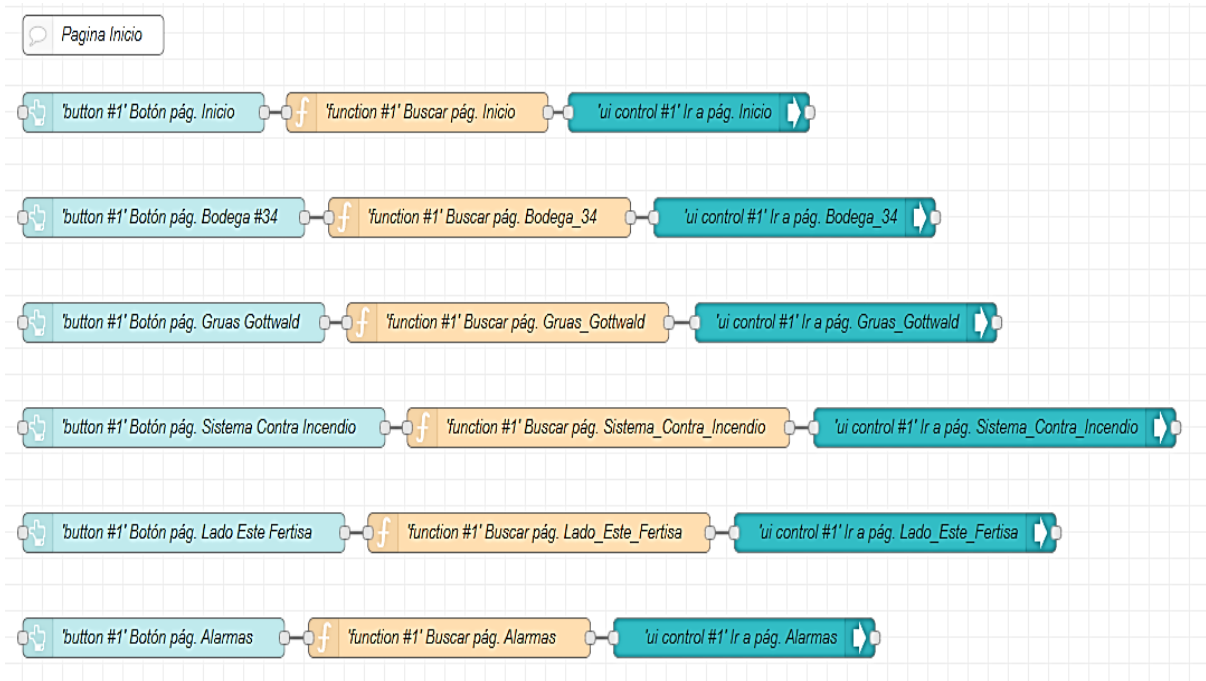 Pagina Inicio
'button #1' Botón pág. Inicio 'function #1' Buscar pág. Inicio 'ui control #1' Ir a pág. Inicio
'button #1' Botón pág. Bodega #34 'function #1' Buscar pág. Bodega_34 'ui control #1' Ir a pág. Bodega_34
'button #1' Botón pág. Gruas Gottwald 'function #1' Buscar pág. Gruas_Gottwald 'ui control #1' Ir a pág. Gruas_Gottwald
'button #1' Botón pág. Sistema Contra Incendio 'function #1' Buscar pág. Sistema_Contra_Incendio 'ui control #1' Ir a pág. Sistema_Contra_Incendio
'button #1' Botón pág. Lado Este Fertisa 'function #1' Buscar pág. Lado_Este_Fertisa 'ui control #1' Ir a pág. Lado_Este_Fertisa
'button #1' Botón pág. Alarmas 'function #1' Buscar pág. Alarmas 'ui control #1' Ir a pág. Alarmas